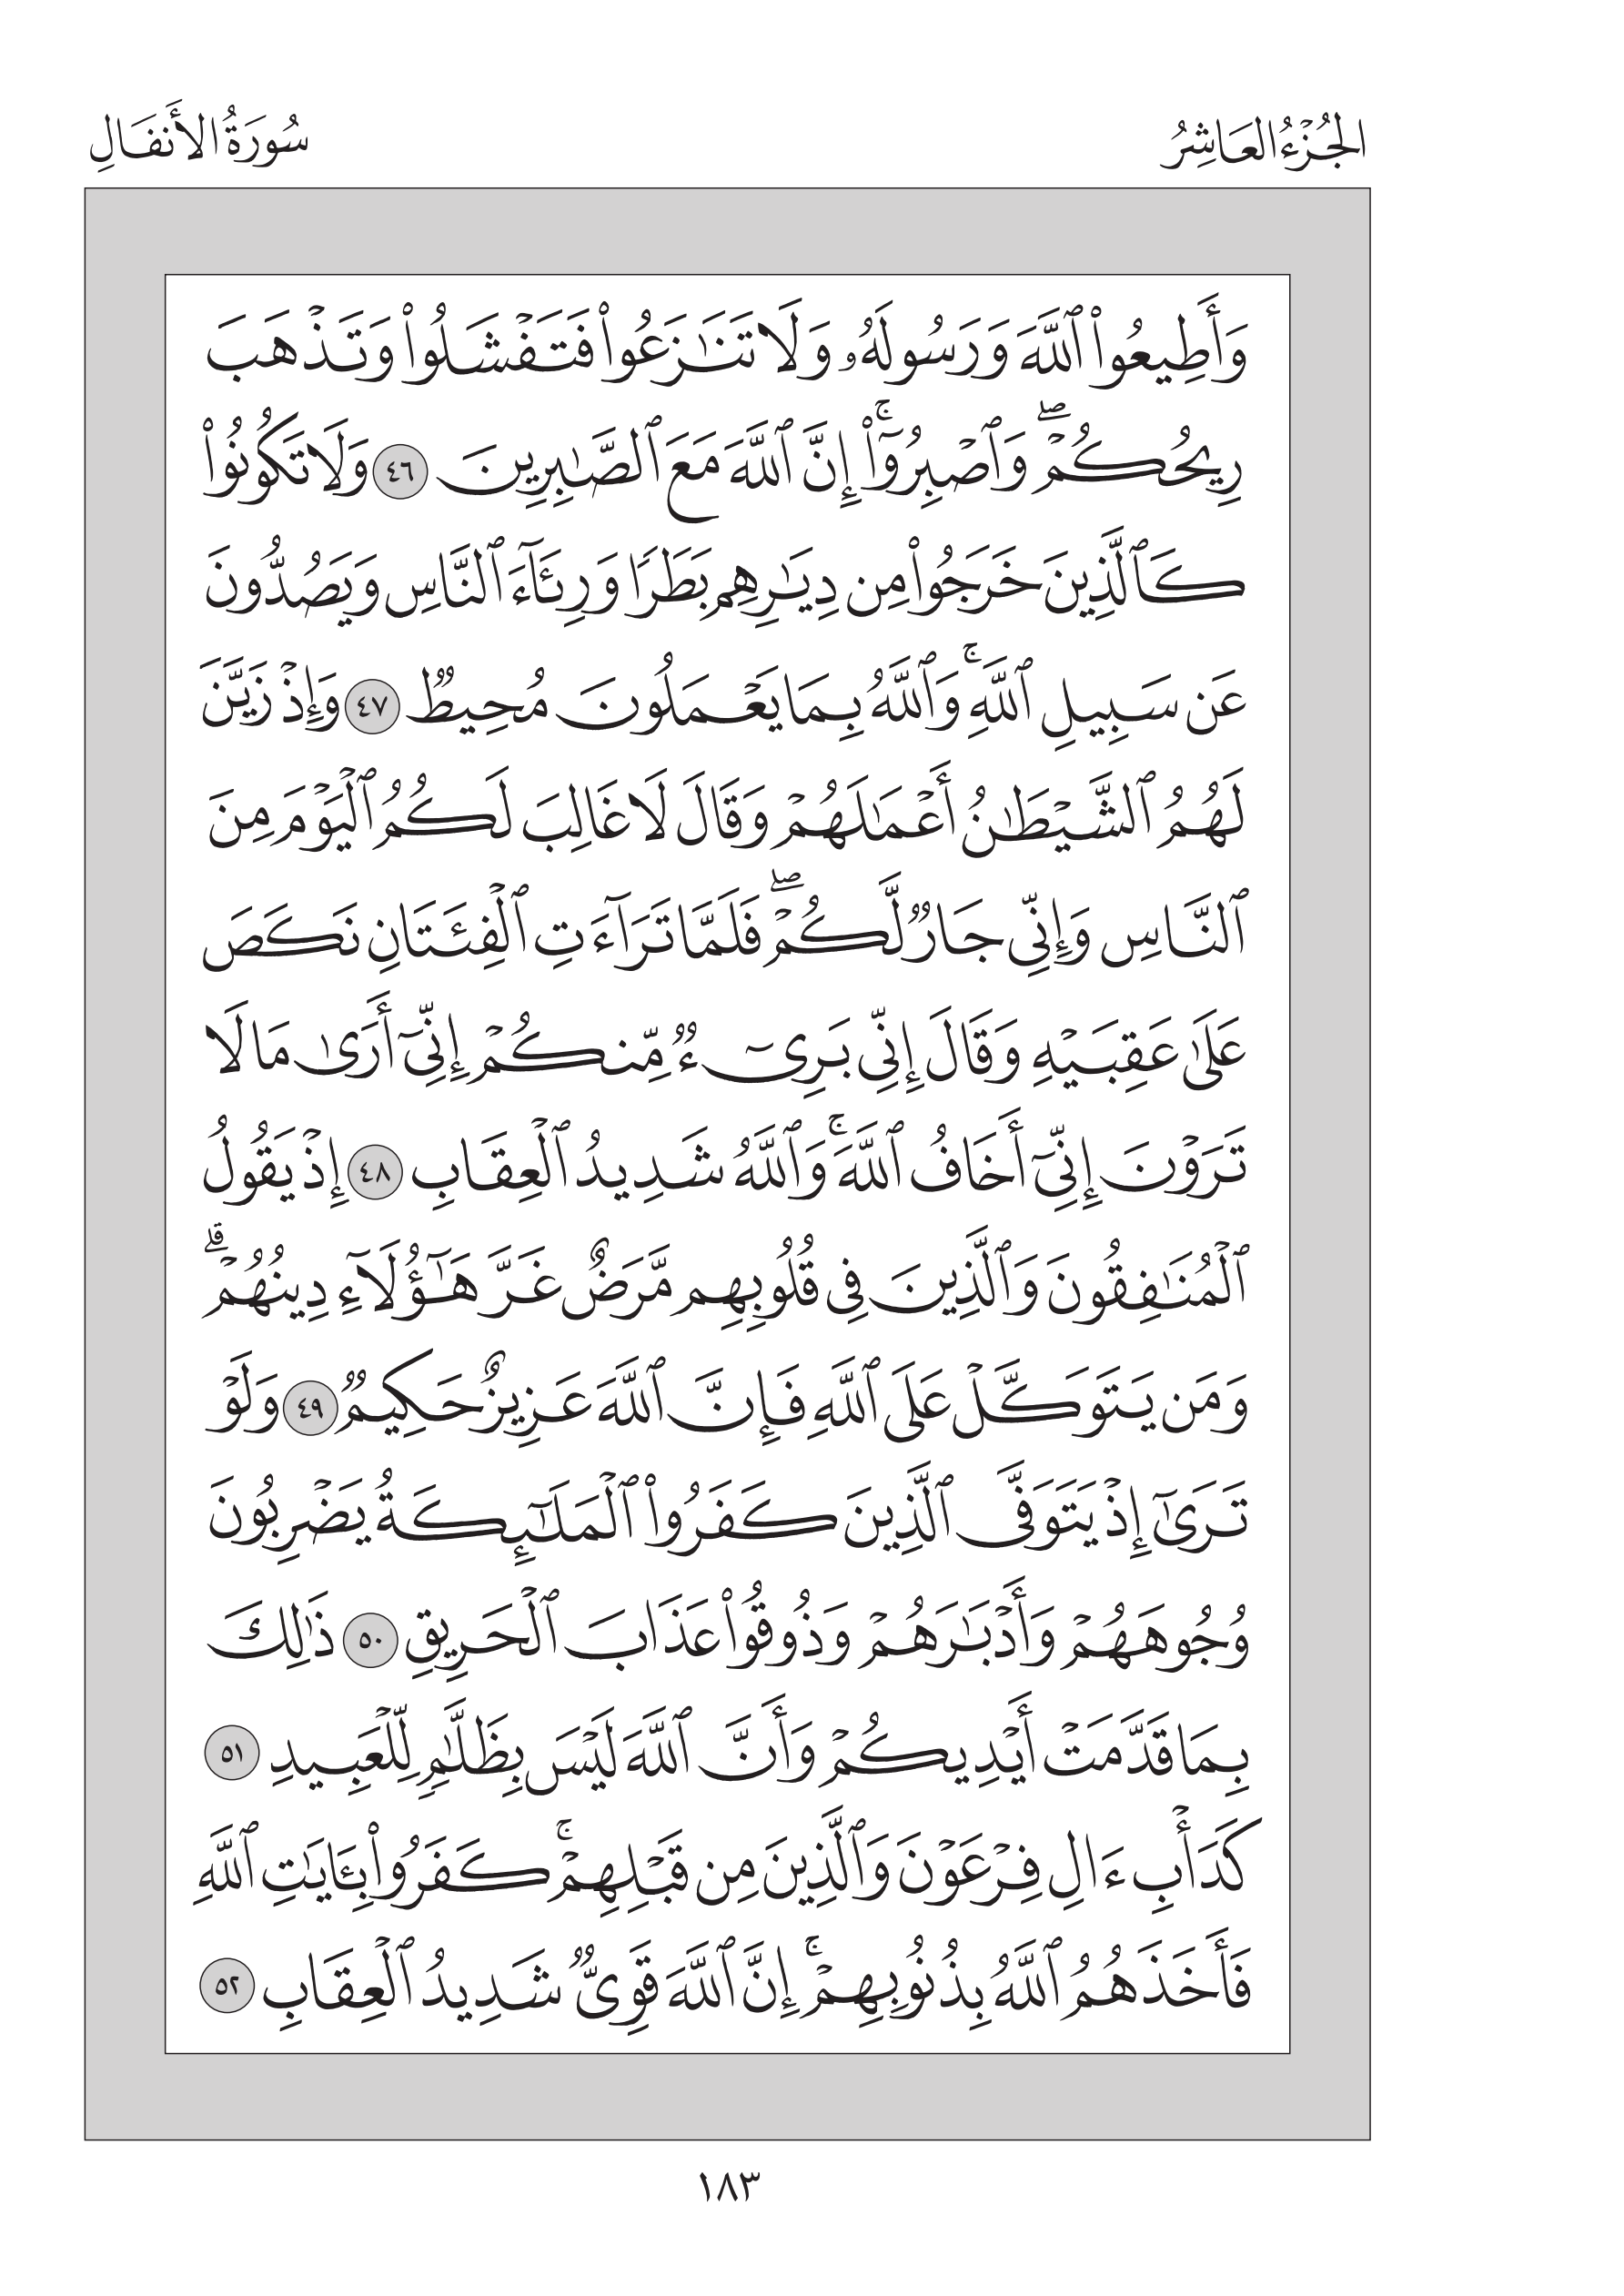 الجُزْءُ العَاشِرُ
سُورَةُ الأَنفَالِ
وَأَطِيعُوا۟ ٱللَّهَ وَرَسُولَهُۥ وَلَا تَنَـٰزَعُوا۟ فَتَفْشَلُوا۟ وَتَذْهَبَ
رِيحُكُمْ ۖ وَٱصْبِرُوٓا۟ ۚ إِنَّ ٱللَّهَ مَعَ ٱلصَّـٰبِرِينَ ٤٦ وَلَا تَكُونُوا۟
كَٱلَّذِينَ خَرَجُوا۟ مِن دِيَـٰرِهِم بَطَرًا وَرِئَآءَ ٱلنَّاسِ وَيَصُدُّونَ
عَن سَبِيلِ ٱللَّهِ ۚ وَٱللَّهُ بِمَا يَعْمَلُونَ مُحِيطٌ ٤٧ وَإِذْ زَيَّنَ
لَهُمُ ٱلشَّيْطَـٰنُ أَعْمَـٰلَهُمْ وَقَالَ لَا غَالِبَ لَكُمُ ٱلْيَوْمَ مِنَ
ٱلنَّاسِ وَإِنِّى جَارٌ لَّكُمْ ۖ فَلَمَّا تَرَآءَتِ ٱلْفِئَتَانِ نَكَصَ
عَلَىٰ عَقِبَيْهِ وَقَالَ إِنِّى بَرِىٓءٌ مِّنكُمْ إِنِّىٓ أَرَىٰ مَا لَا
تَرَوْنَ إِنِّىٓ أَخَافُ ٱللَّهَ ۚ وَٱللَّهُ شَدِيدُ ٱلْعِقَابِ ٤٨ إِذْ يَقُولُ
ٱلْمُنَـٰفِقُونَ وَٱلَّذِينَ فِى قُلُوبِهِم مَّرَضٌ غَرَّ هَـٰٓؤُلَآءِ دِينُهُمْ ۗ
وَمَن يَتَوَكَّلْ عَلَى ٱللَّهِ فَإِنَّ ٱللَّهَ عَزِيزٌ حَكِيمٌ ٤٩ وَلَوْ
تَرَىٰٓ إِذْ يَتَوَفَّى ٱلَّذِينَ كَفَرُوا۟ ٱلْمَلَـٰٓئِكَةُ يَضْرِبُونَ
وُجُوهَهُمْ وَأَدْبَـٰرَهُمْ وَذُوقُوا۟ عَذَابَ ٱلْحَرِيقِ ٥٠ ذَٰلِكَ
بِمَا قَدَّمَتْ أَيْدِيكُمْ وَأَنَّ ٱللَّهَ لَيْسَ بِظَلَّـٰمٍ لِّلْعَبِيدِ ٥١
كَدَأْبِ ءَالِ فِرْعَوْنَ وَٱلَّذِينَ مِن قَبْلِهِمْ ۚ كَفَرُوا۟ بِـَٔايَـٰتِ ٱللَّهِ
فَأَخَذَهُمُ ٱللَّهُ بِذُنُوبِهِمْ ۚ إِنَّ ٱللَّهَ قَوِىٌّ شَدِيدُ ٱلْعِقَابِ ٥٢
١٨٣